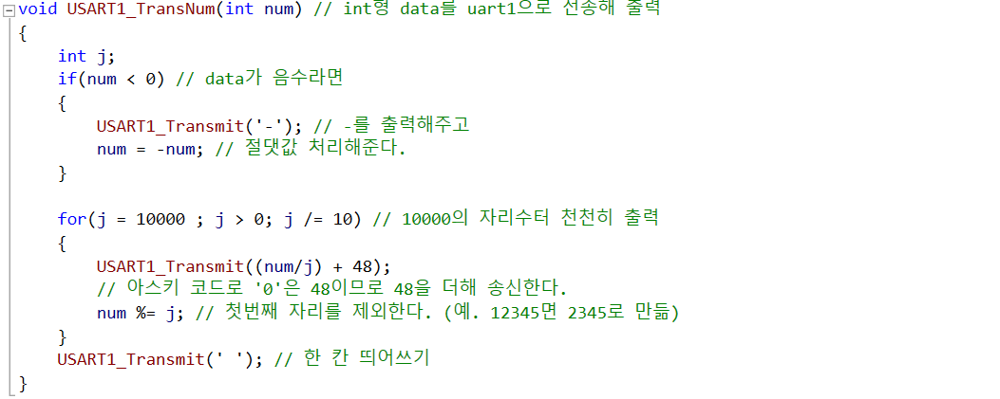 void USART1_TransNum(int num) // int형 data를 uart1으로 전송해 출력
{
int j;
if(num < 0) // data가 음수라면
{
USART1_Transmit('-'); // -를 출력해주고
num = -num; // 절댓값 처리해준다.
}
for(j = 10000 ; j > 0; j /= 10) // 10000의 자리수터 천천히 출력
{
USART1_Transmit((num/j) + 48);
// 아스키 코드로 '0'은 48이므로 48을 더해 송신한다.
num %= j; // 첫번째 자리를 제외한다. (예. 12345면 2345로 만듦)
}
USART1_Transmit(' '); // 한 칸 띄어쓰기
}